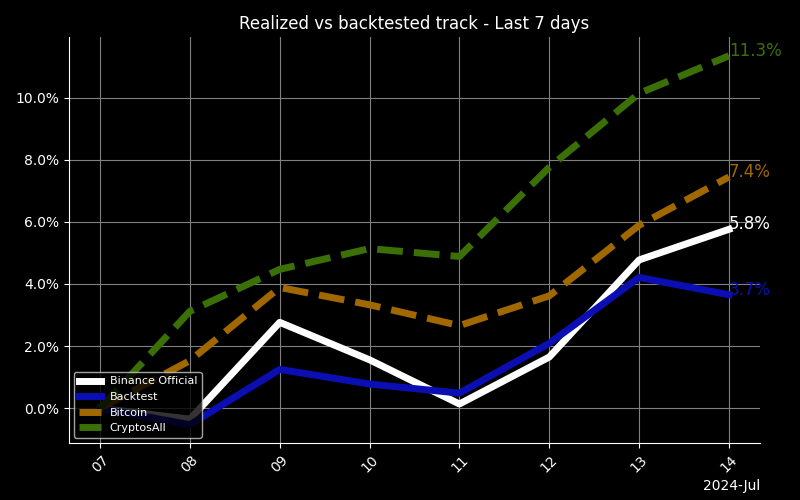 Realized vs backtested track - Last 7 days
11.3%
10.0%
8.0%
7.4%
6.0%
5.8%
4.0%
3.7%
2.0%
0.0%
Binance Official
Backtest
Bitcoin
CryptosAll
07 08 09 10 11 12 13 14
2024-Jul